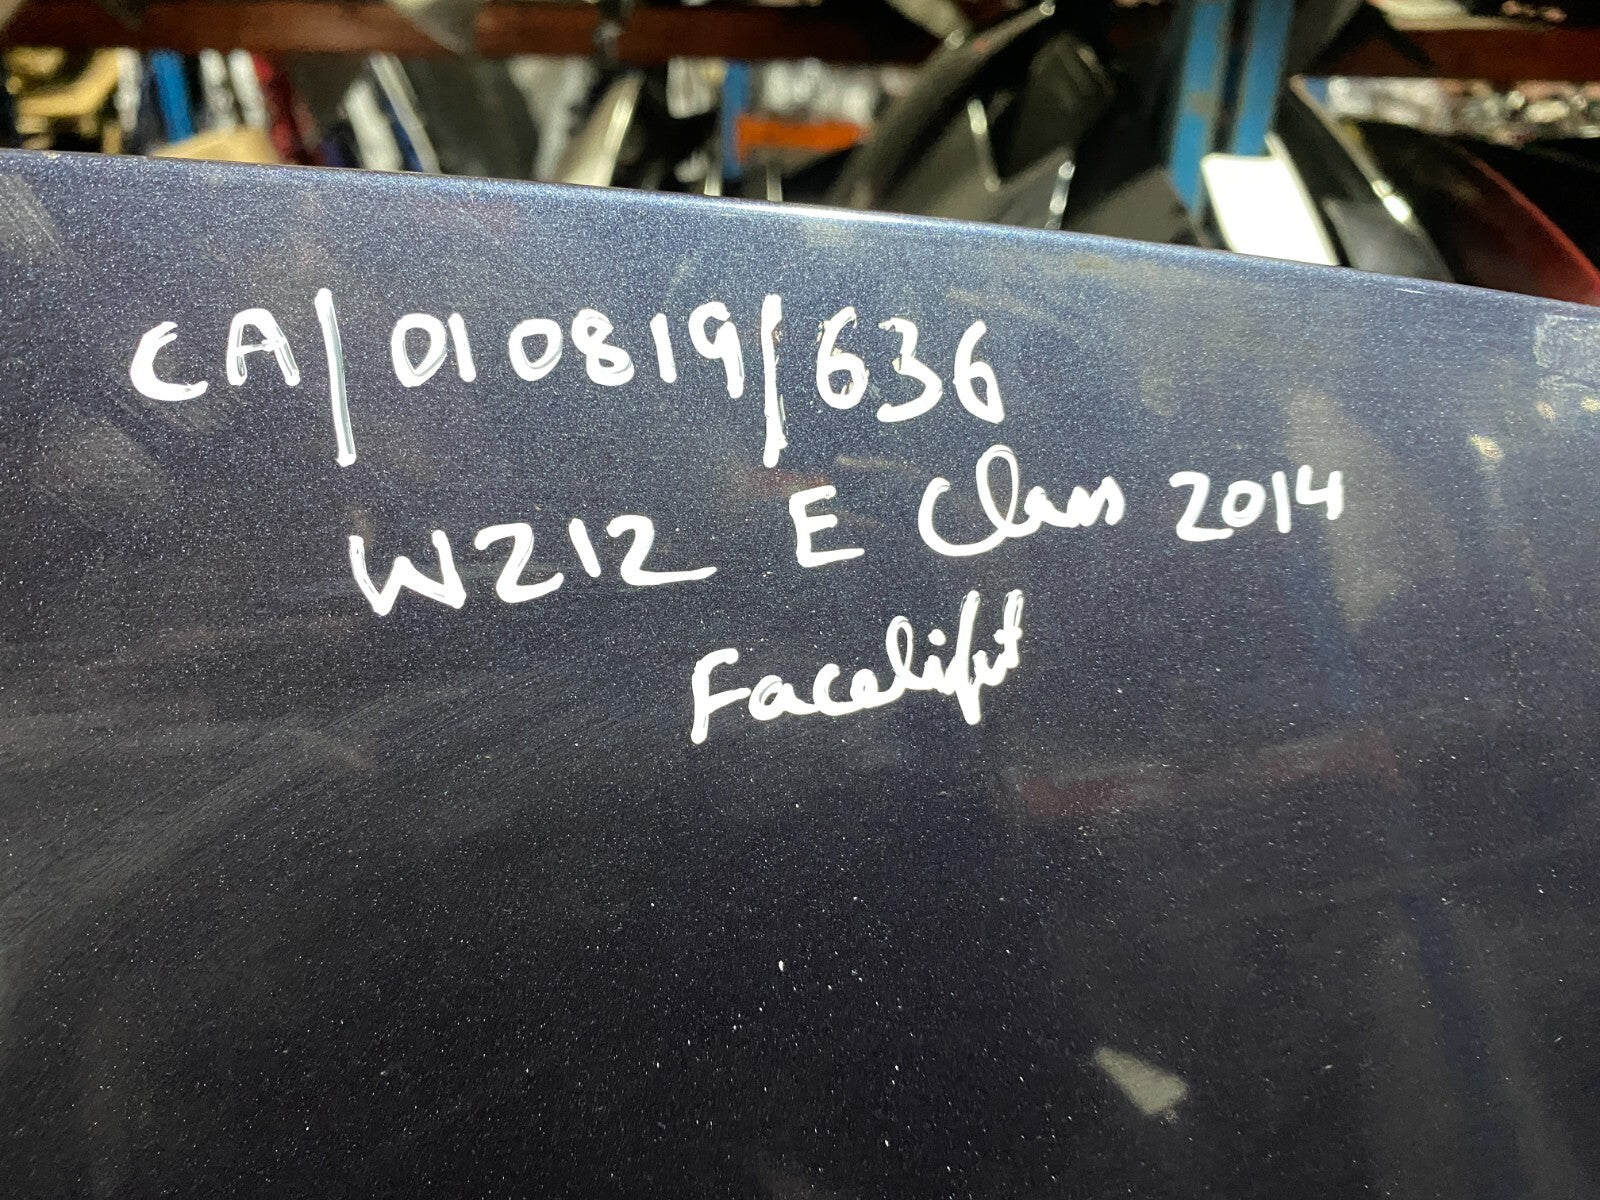 CA/010819/636
W212 E Class 2014
Facelift